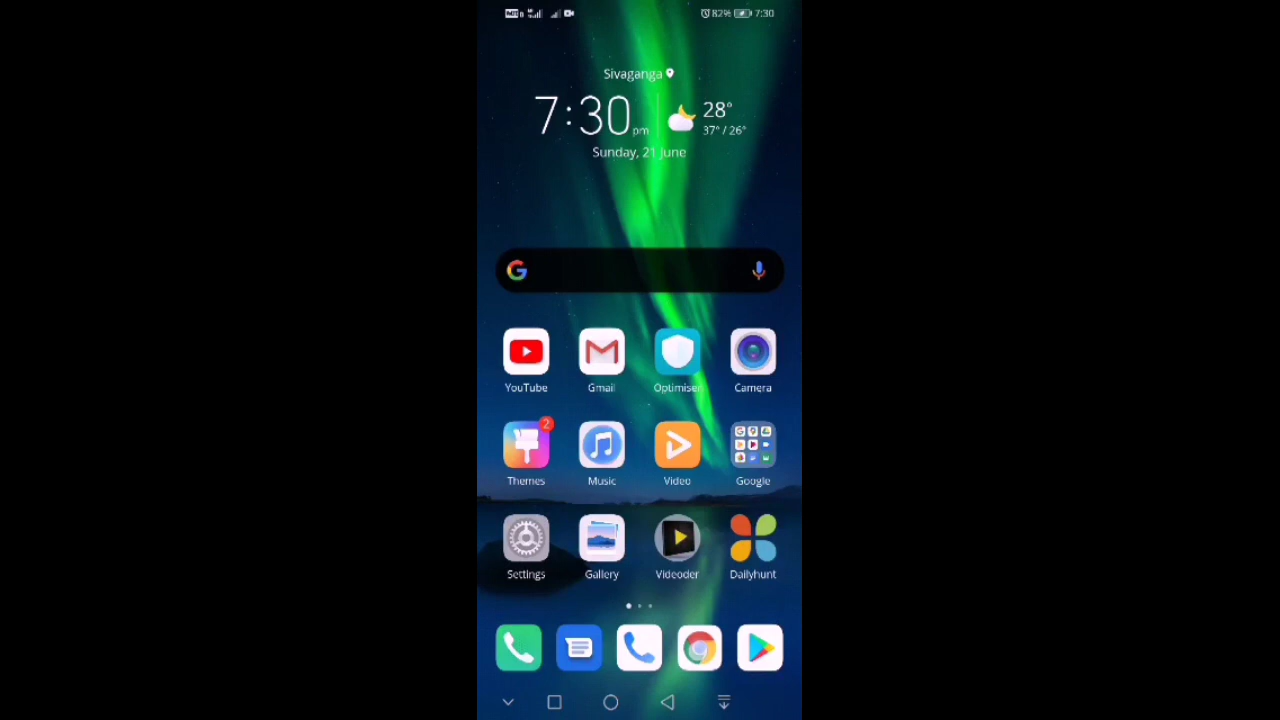 82% 7:30
Sivaganga
7:30 pm 28°
37° / 26°
Sunday, 21 June
G
YouTube Gmail Optimiser Camera
2
Themes Music Video Google
Settings Gallery Videoder Dailyhunt